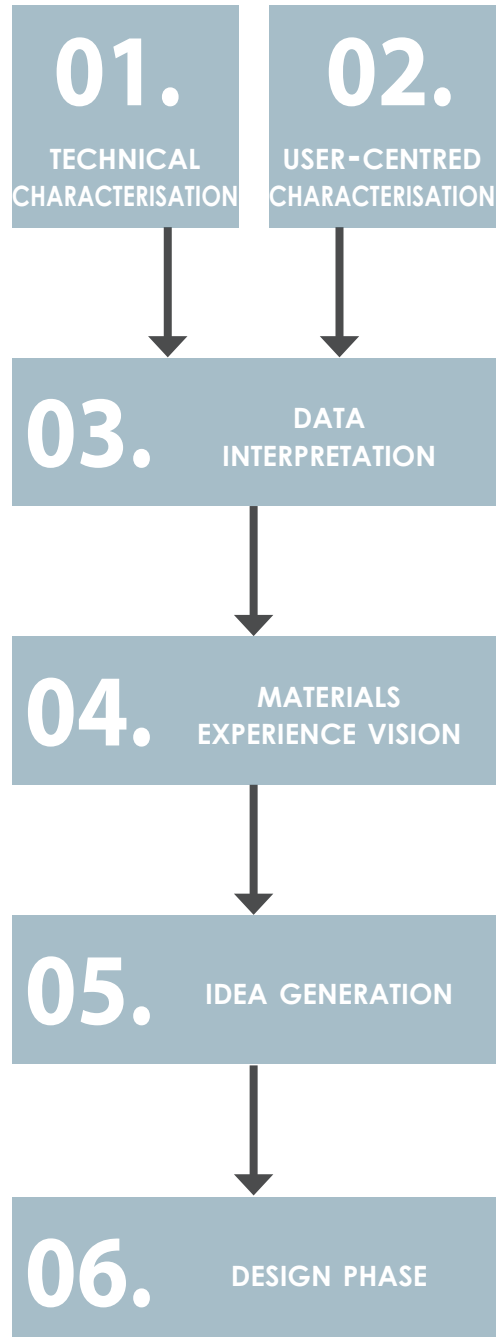 01.
TECHNICAL
CHARACTERISATION
02.
USER-CENTRED
CHARACTERISATION
03.
DATA
INTERPRETATION
04.
MATERIALS
EXPERIENCE VISION
05.
IDEA GENERATION
06.
DESIGN PHASE